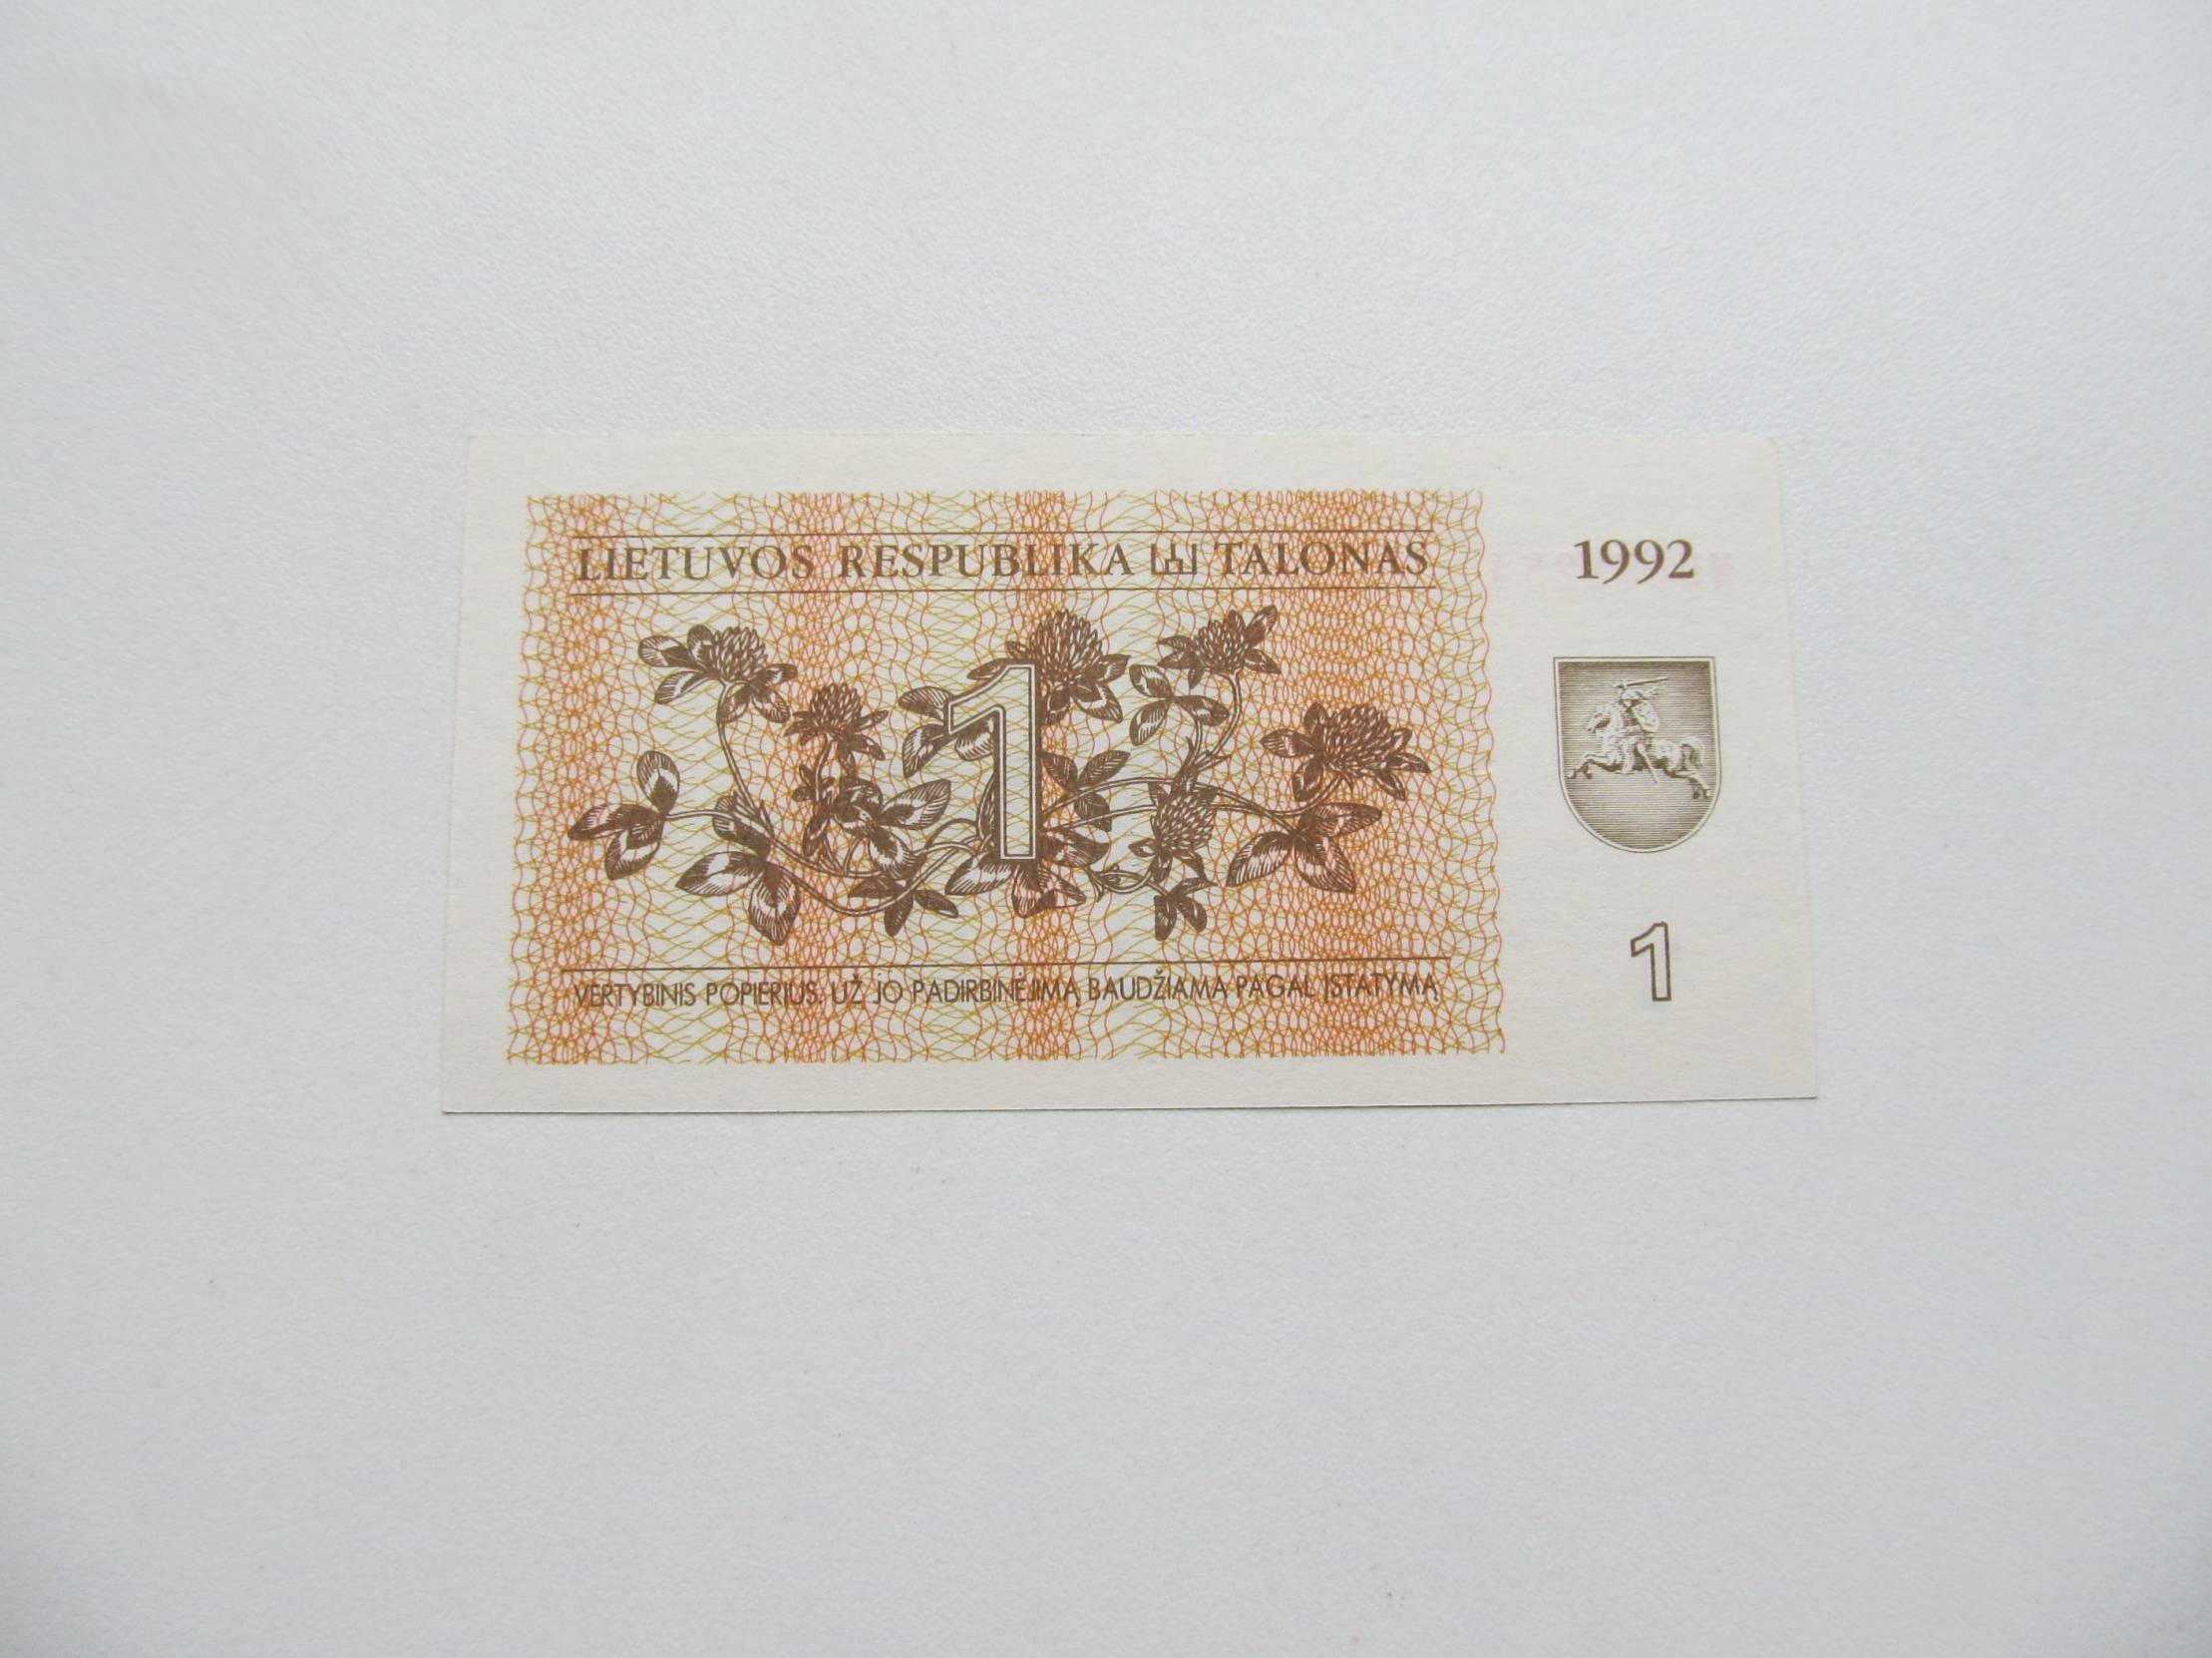 LIETUVOS RESPUBLIKA TALONAS
1992
1
1
VERTYBINIS POPIERIUS. UŽ JO PADIRBINĖJIMĄ BAUDŽIAMA PAGAL ĮSTATYMĄ